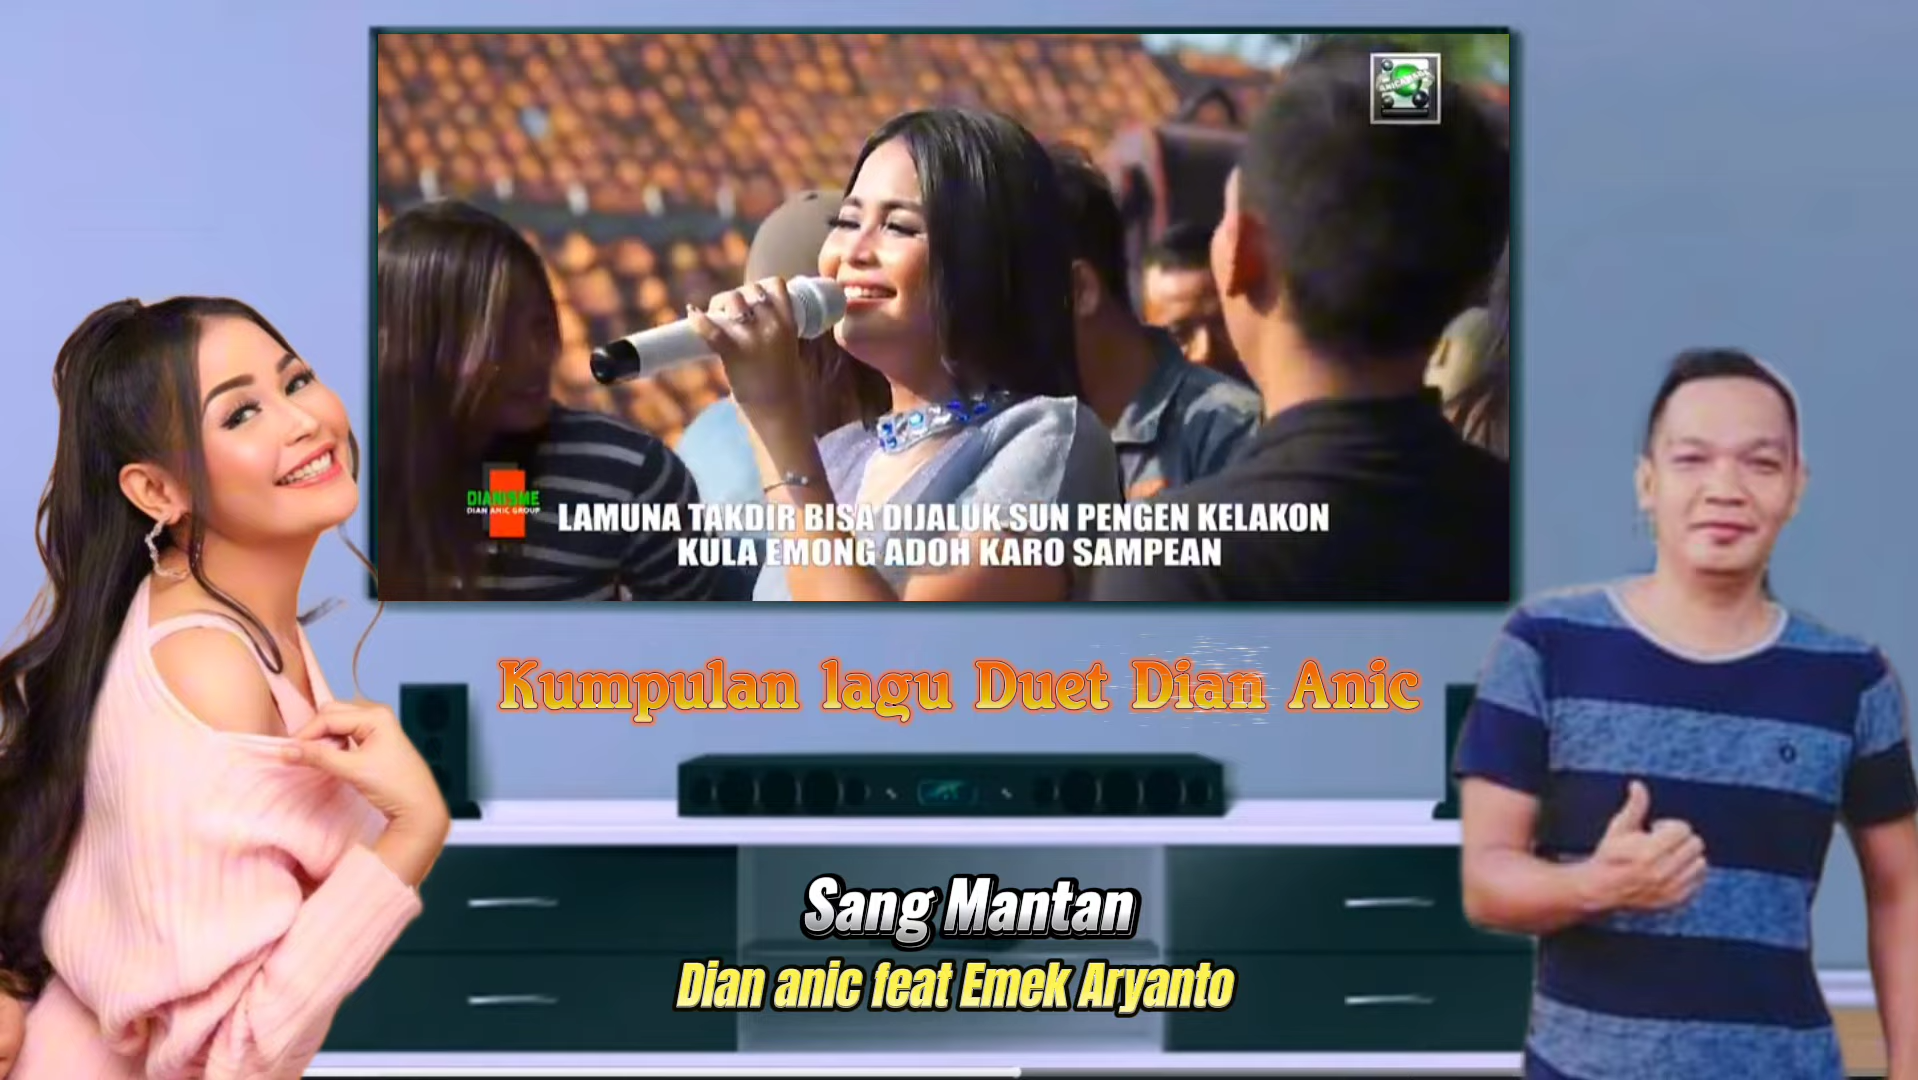 ANICAMARA
DIANISME
DIAN ANIC GROUP
LAMUNA TAKDIR BISA DIJALUK SUN PENGEN KELAKON
KULA EMONG ADOH KARO SAMPEAN
Kumpulan lagu Duet Dian Anic
Sang Mantan
Dian anic feat Emek Aryanto